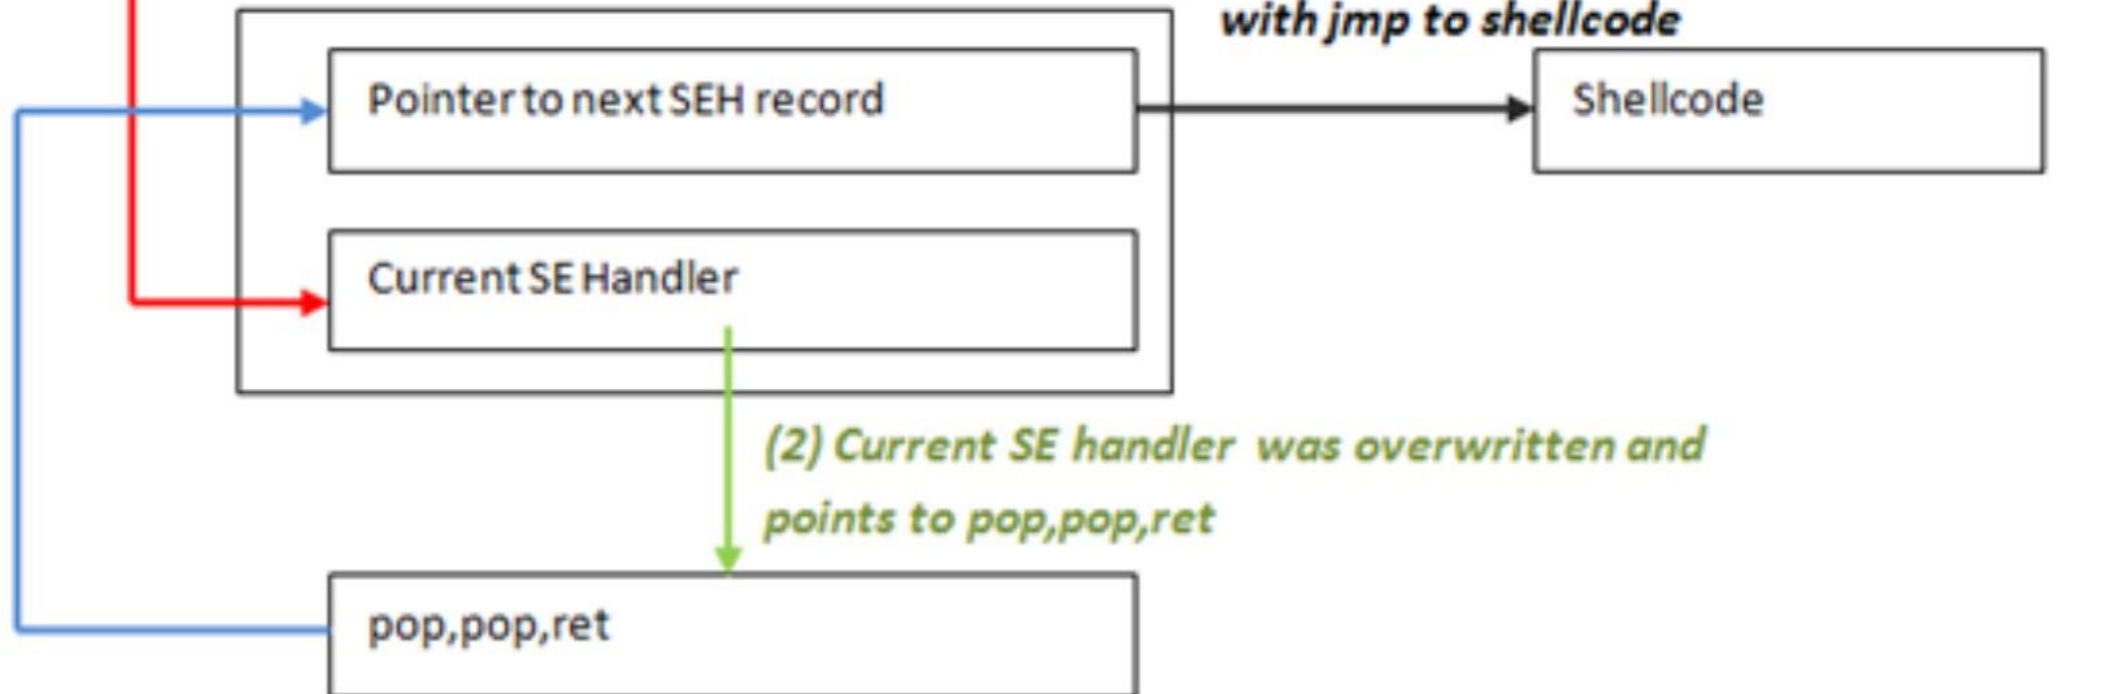 with jmp to shellcode
Pointer to next SEH record
Shellcode
Current SE Handler
(2) Current SE handler was overwritten and
points to pop,pop,ret
pop,pop,ret